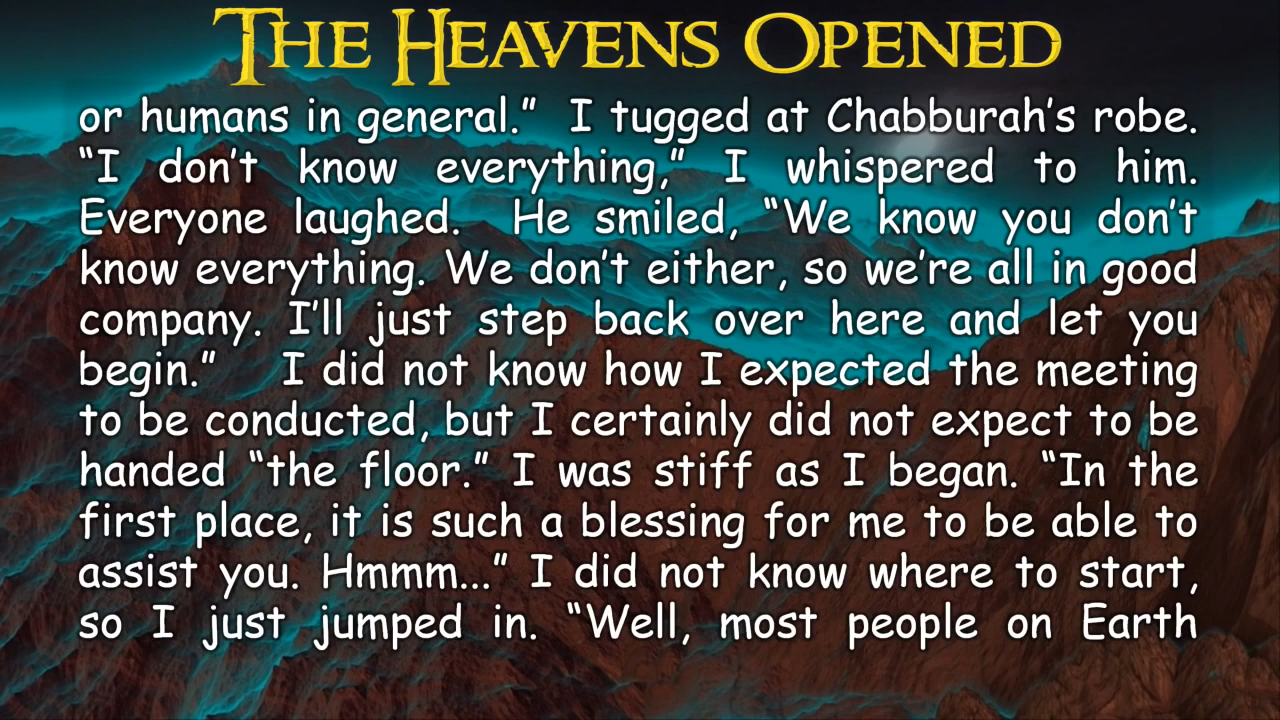 THE HEAVENS OPENED
or humans in general.”  I tugged at Chabburah’s robe.
“I don’t know everything,” I whispered to him.
Everyone laughed.  He smiled, “We know you don’t
know everything. We don’t either, so we’re all in good
company. I’ll just step back over here and let you
begin.”   I did not know how I expected the meeting
to be conducted, but I certainly did not expect to be
handed “the floor.” I was stiff as I began. “In the
first place, it is such a blessing for me to be able to
assist you. Hmmm...” I did not know where to start,
so I just jumped in. “Well, most people on Earth